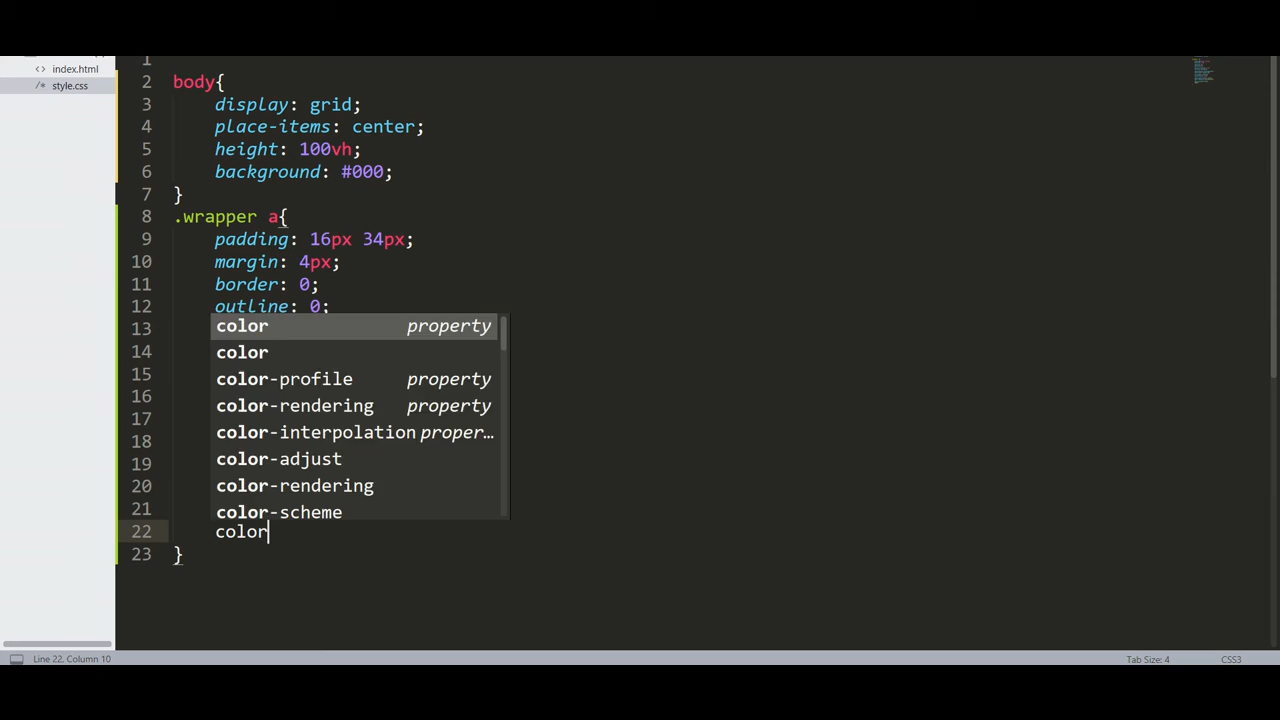 index.html
/* style.css
1
2 body{
3 display: grid;
4 place-items: center;
5 height: 100vh;
6 background: #000;
7 }
8 .wrapper a{
9 padding: 16px 34px;
10 margin: 4px;
11 border: 0;
12 outline: 0;
13 color property
14 color
15 color-profile property
16 color-rendering property
17 color-interpolation proper…
18 color-adjust
19
20 color-rendering
21 color-scheme
22 color
23 }
Line 22, Column 10
Tab Size: 4
CSS3